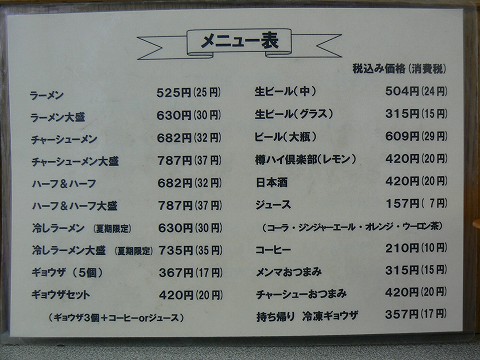 メニュー表
税込み価格(消費税)
ラーメン 525円(25円)
ラーメン大盛 630円(30円)
チャーシューメン 682円(32円)
チャーシューメン大盛 787円(37円)
ハーフ&ハーフ 682円(32円)
ハーフ&ハーフ大盛 787円(37円)
冷しラーメン (夏期限定) 630円(30円)
冷しラーメン大盛 (夏期限定) 735円(35円)
ギョウザ (5個) 367円(17円)
ギョウザセット 420円(20円)
(ギョウザ3個+コーヒーorジュース)
生ビール(中) 504円(24円)
生ビール(グラス) 315円(15円)
ビール(大瓶) 609円(29円)
樽ハイ倶楽部(レモン) 420円(20円)
日本酒 420円(20円)
ジュース 157円( 7円)
(コーラ・ジンジャーエール・オレンジ・ウーロン茶)
コーヒー 210円(10円)
メンマおつまみ 315円(15円)
チャーシューおつまみ 420円(20円)
持ち帰り 冷凍ギョウザ 357円(17円)